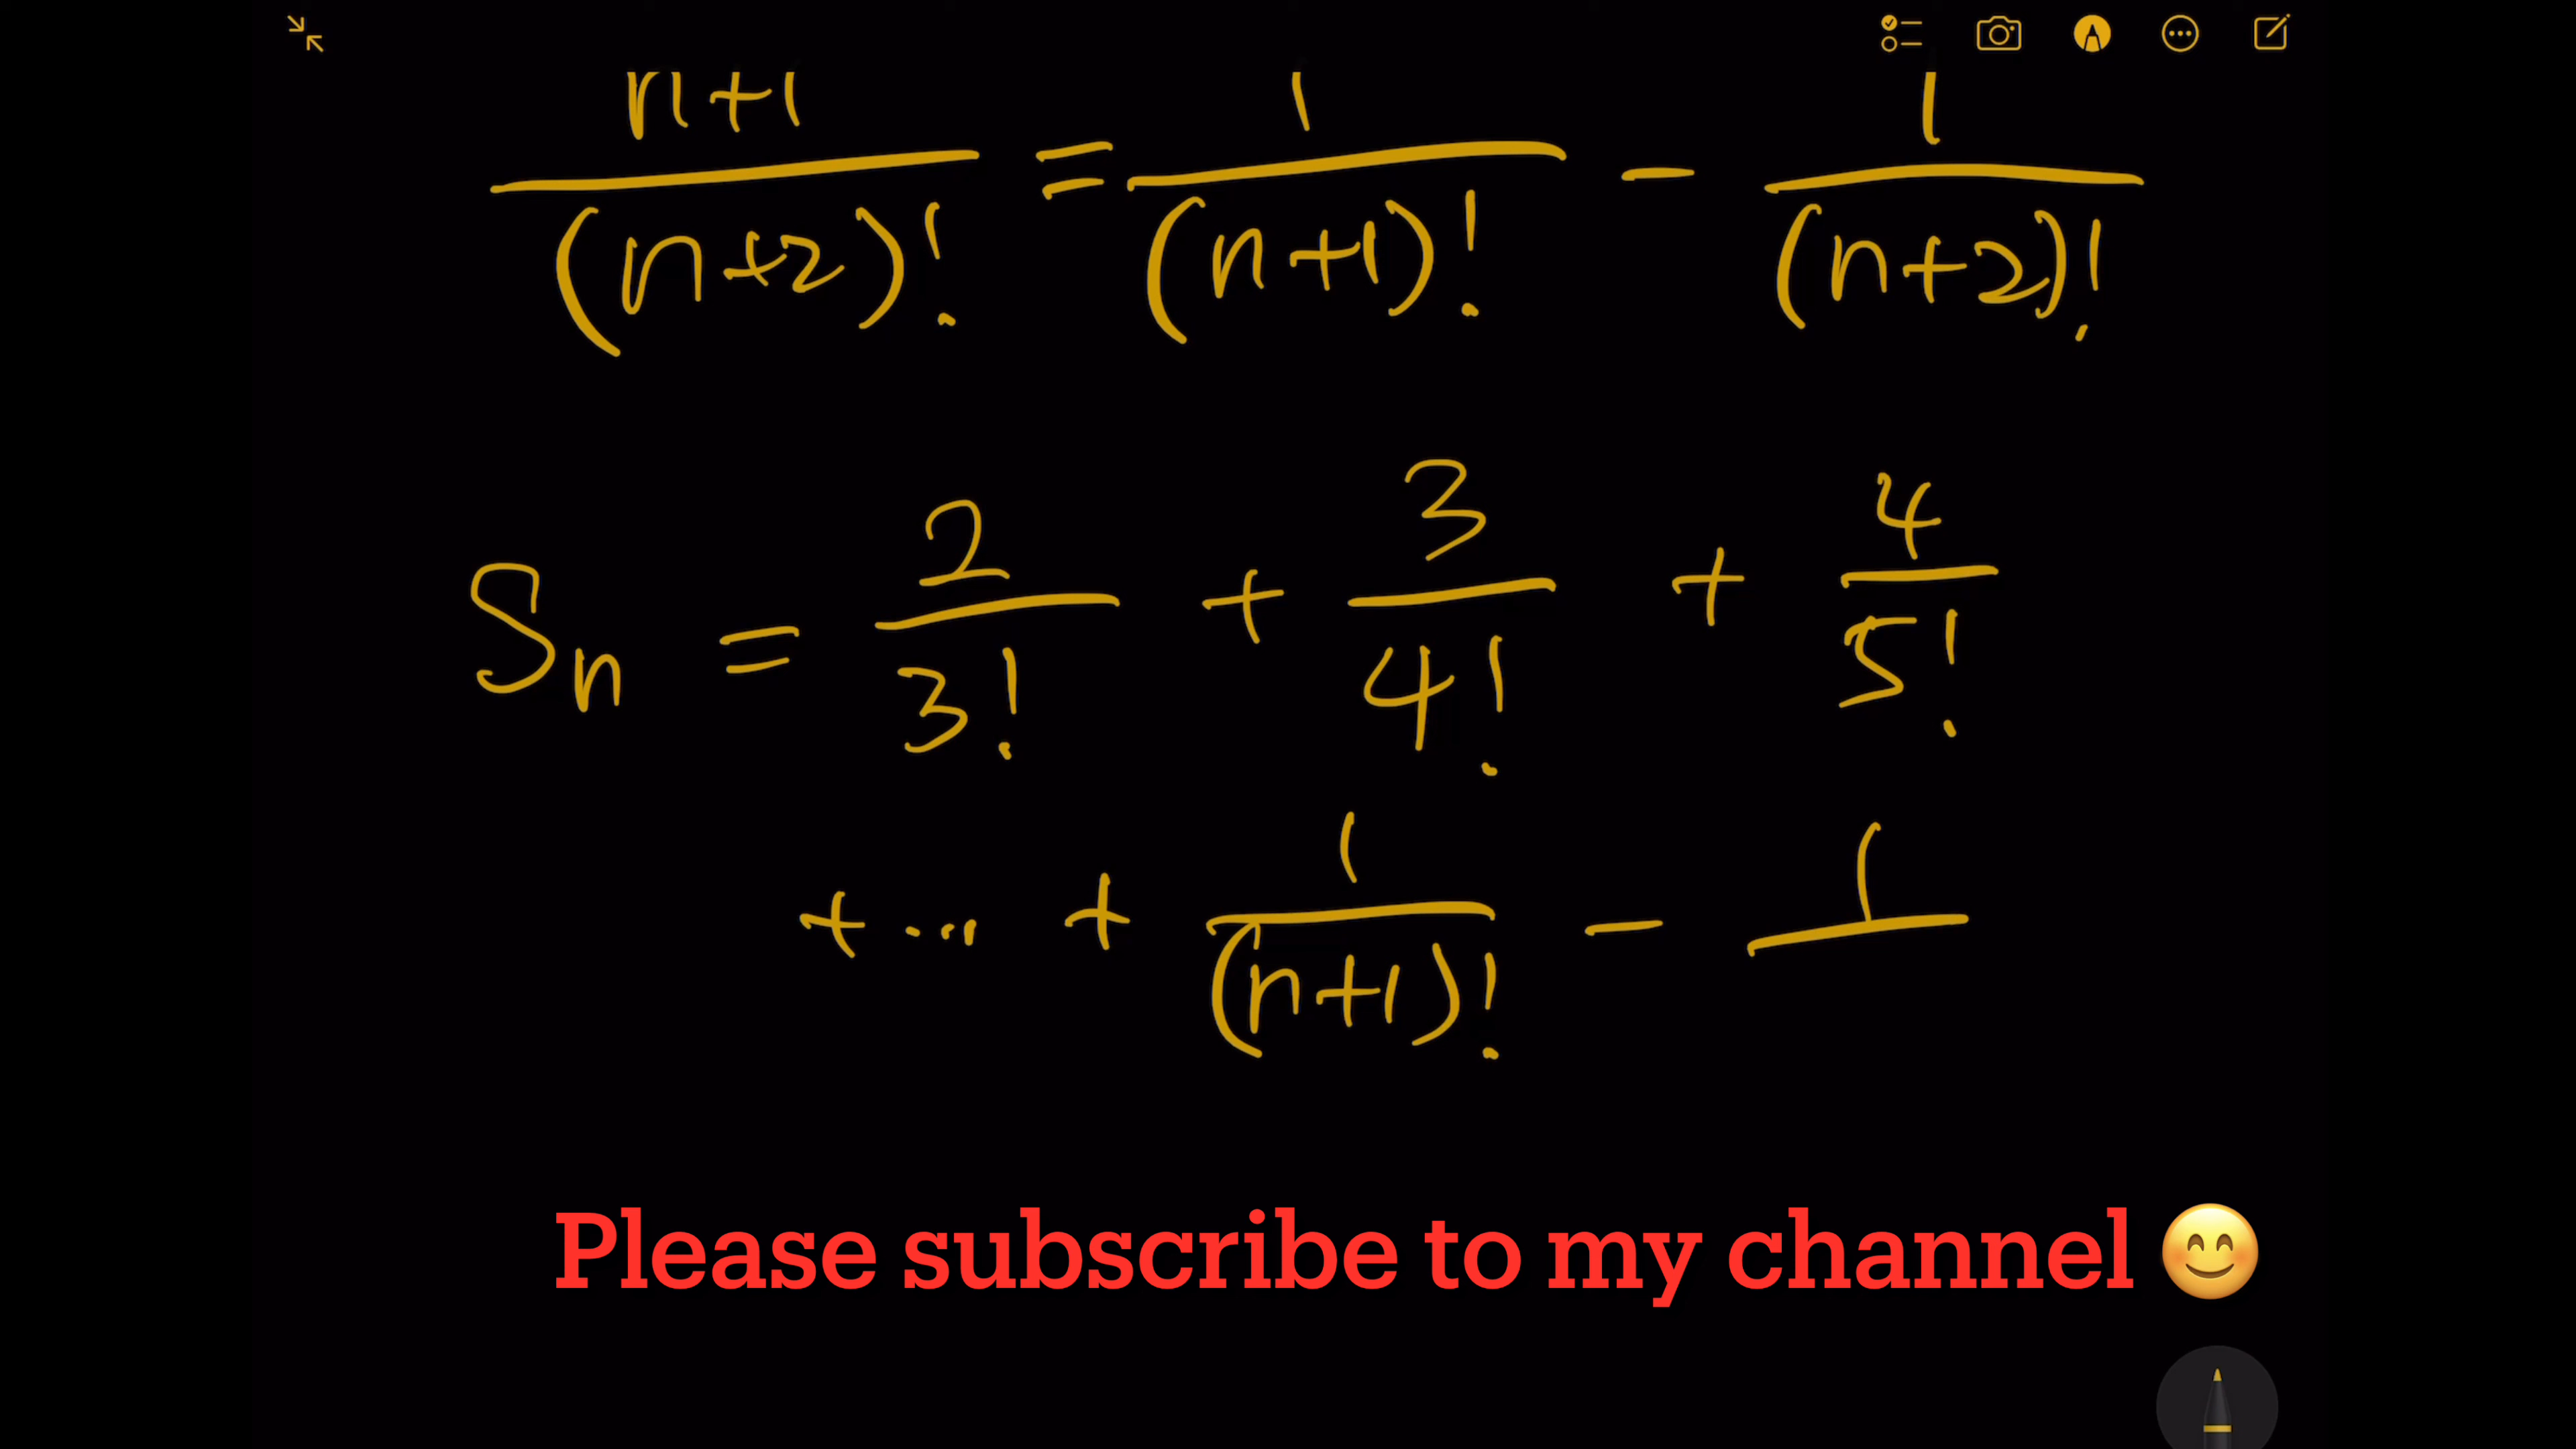 n+1/(n+2)! = 1/(n+1)! - 1/(n+2)!
Sn = 2/3! + 3/4! + 4/5!
+ ... + 1/(n+1)! - 1/
Please subscribe to my channel 😊